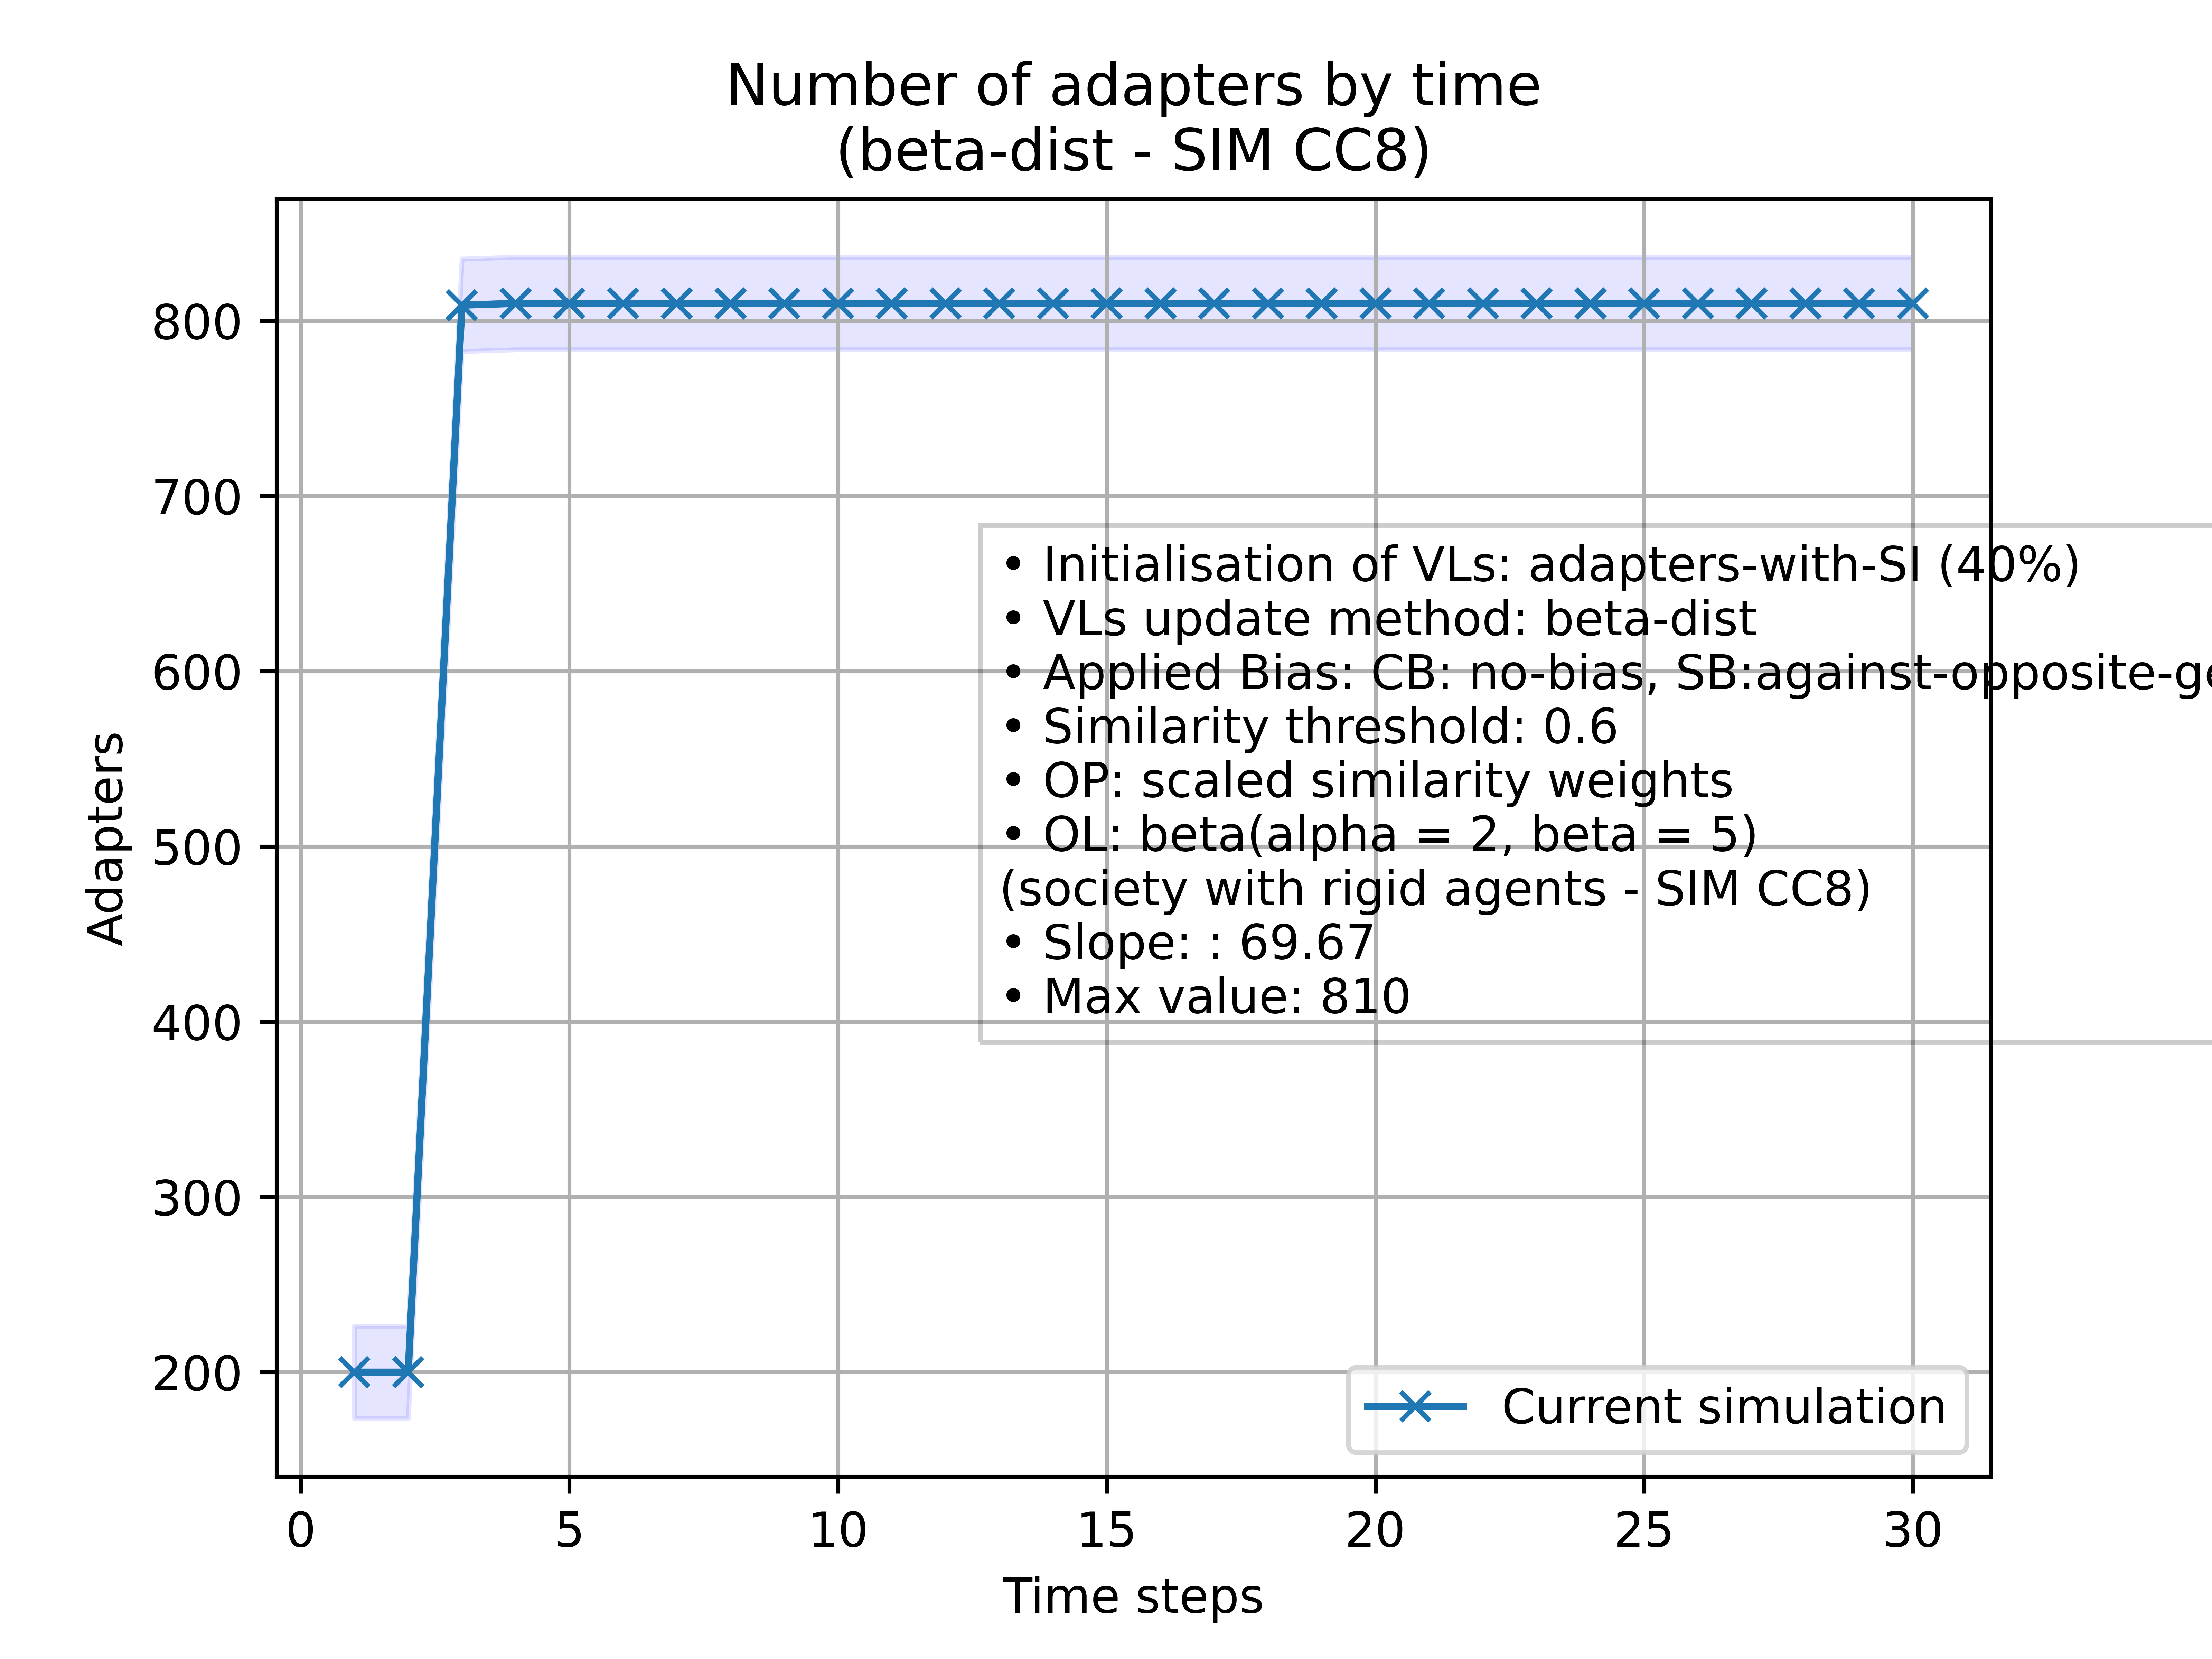 Number of adapters by time
(beta-dist - SIM CC8)
800
700
600
500
400
300
200
Adapters
• Initialisation of VLs: adapters-with-SI (40%)
• VLs update method: beta-dist
• Applied Bias: CB: no-bias, SB:against-opposite-
• Similarity threshold: 0.6
• OP: scaled similarity weights
• OL: beta(alpha = 2, beta = 5)
(society with rigid agents - SIM CC8)
• Slope: : 69.67
• Max value: 810
Current simulation
0 5 10 15 20 25 30
Time steps